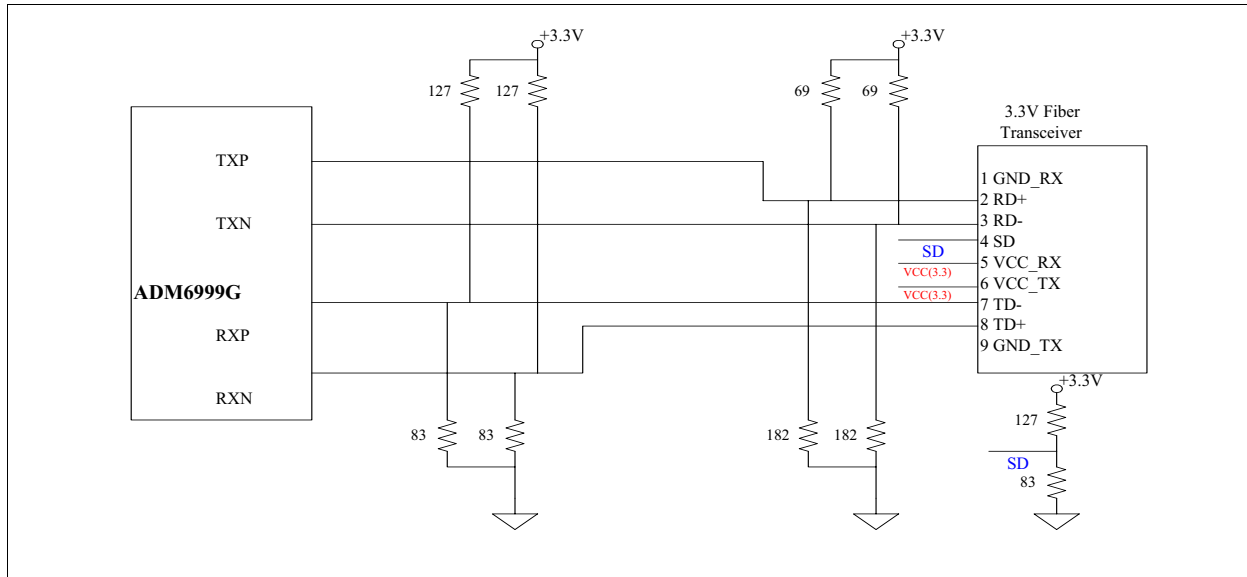 +3.3V
+3.3V
127
127
69
69
3.3V Fiber
Transceiver
TXP
1 GND_RX
2 RD+
TXN
3 RD-
4 SD
SD
5 VCC_RX
VCC(3.3)
6 VCC_TX
VCC(3.3)
ADM6999G
7 TD-
8 TD+
RXP
9 GND_TX
+3.3V
RXN
127
83
83
182
182
SD
83